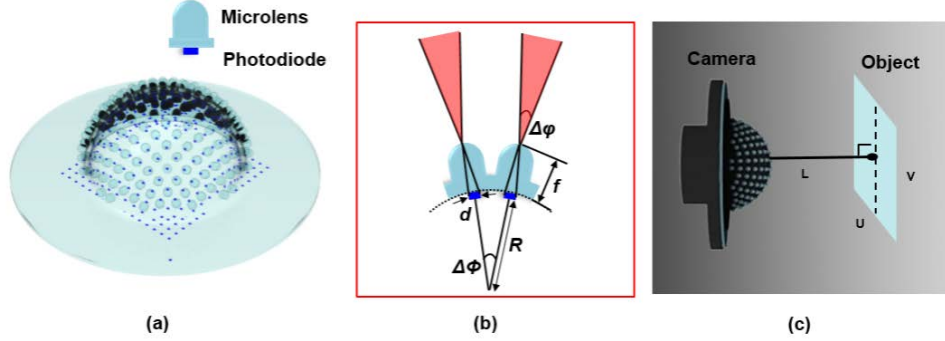 Microlens
Photodiode
Camera
Object
Δφ
f
d
R
ΔΦ
L
V
U
(a)
(b)
(c)